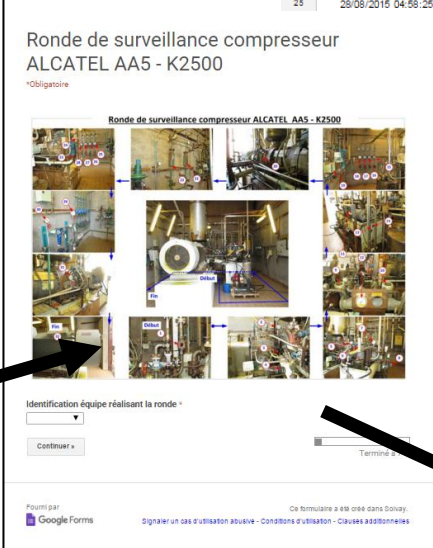 25 28/08/2015 04:58:25
Ronde de surveillance compresseur
ALCATEL AA5 - K2500
*Obligatoire
Ronde de surveillance compresseur ALCATEL AA5 - K2500
Début
Fin
Fin
Début
Identification équipe réalisant la ronde *
Continuer »
Terminé à
Fourni par
Google Forms
Ce formulaire a été créé dans Solvay.
Signaler un cas d'utilisation abusive - Conditions d'utilisation - Clauses additionnelles